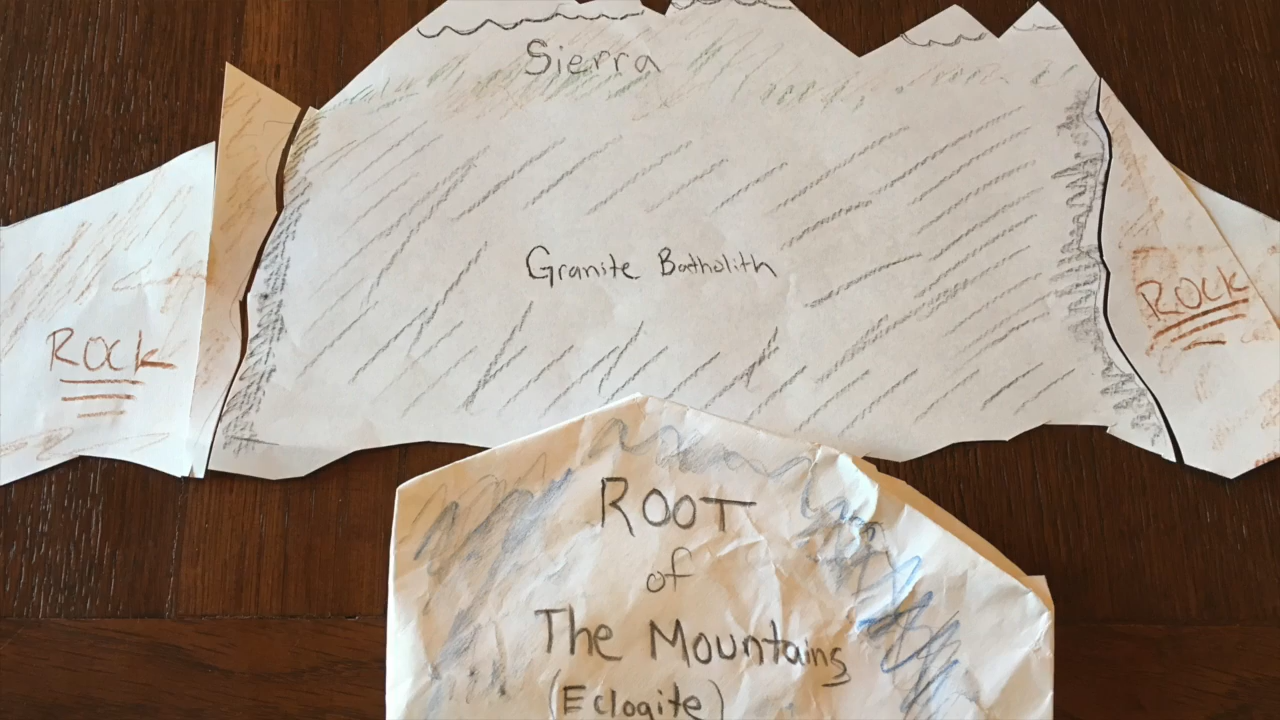 Sierra
Granite Batholith
ROCK
ROCK
ROOT
of
The Mountains
(Eclogite)